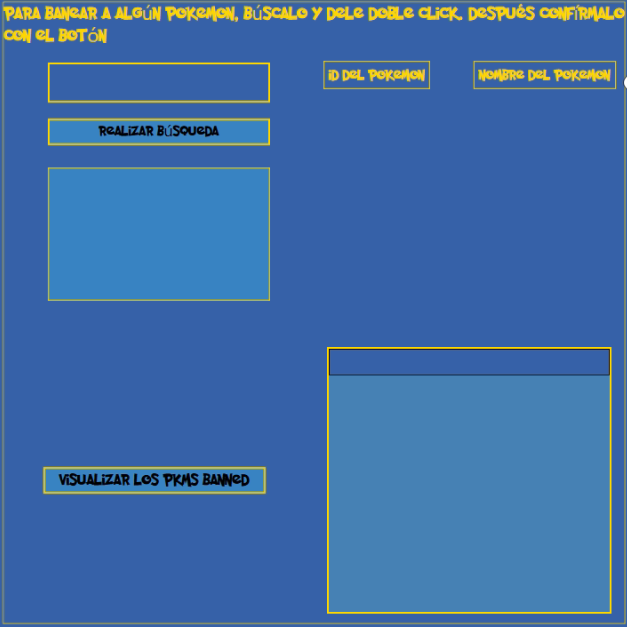 PARA BANEAR A ALGÚN POKEMON, BÚSCALO Y DELE DOBLE CLICK. DESPUÉS CONFÍRMALO
CON EL BOTÓN
ID DEL POKEMON
NOMBRE DEL POKEMON
REALIZAR BÚSQUEDA
VISUALIZAR LOS PKMS BANNED